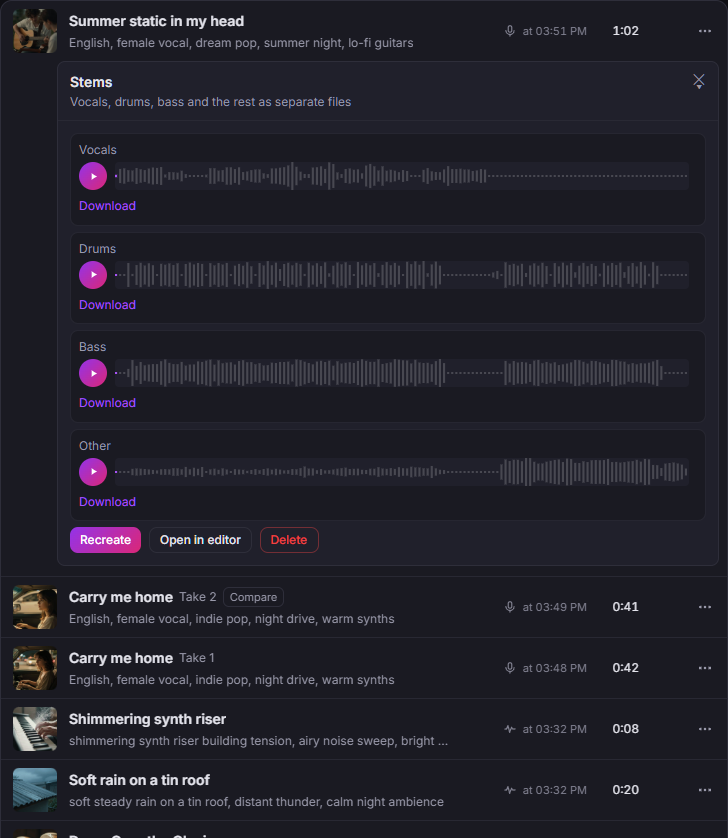 Summer static in my head
English, female vocal, dream pop, summer night, lo-fi guitars
at 03:51 PM
1:02
Stems
Vocals, drums, bass and the rest as separate files
Vocals
Download
Drums
Download
Bass
Download
Other
Download
Recreate
Open in editor
Delete
Carry me home Take 2 Compare
English, female vocal, indie pop, night drive, warm synths
at 03:49 PM
0:41
Carry me home Take 1
English, female vocal, indie pop, night drive, warm synths
at 03:48 PM
0:42
Shimmering synth riser
shimmering synth riser building tension, airy noise sweep, bright ...
at 03:32 PM
0:08
Soft rain on a tin roof
soft steady rain on a tin roof, distant thunder, calm night ambience
at 03:32 PM
0:20